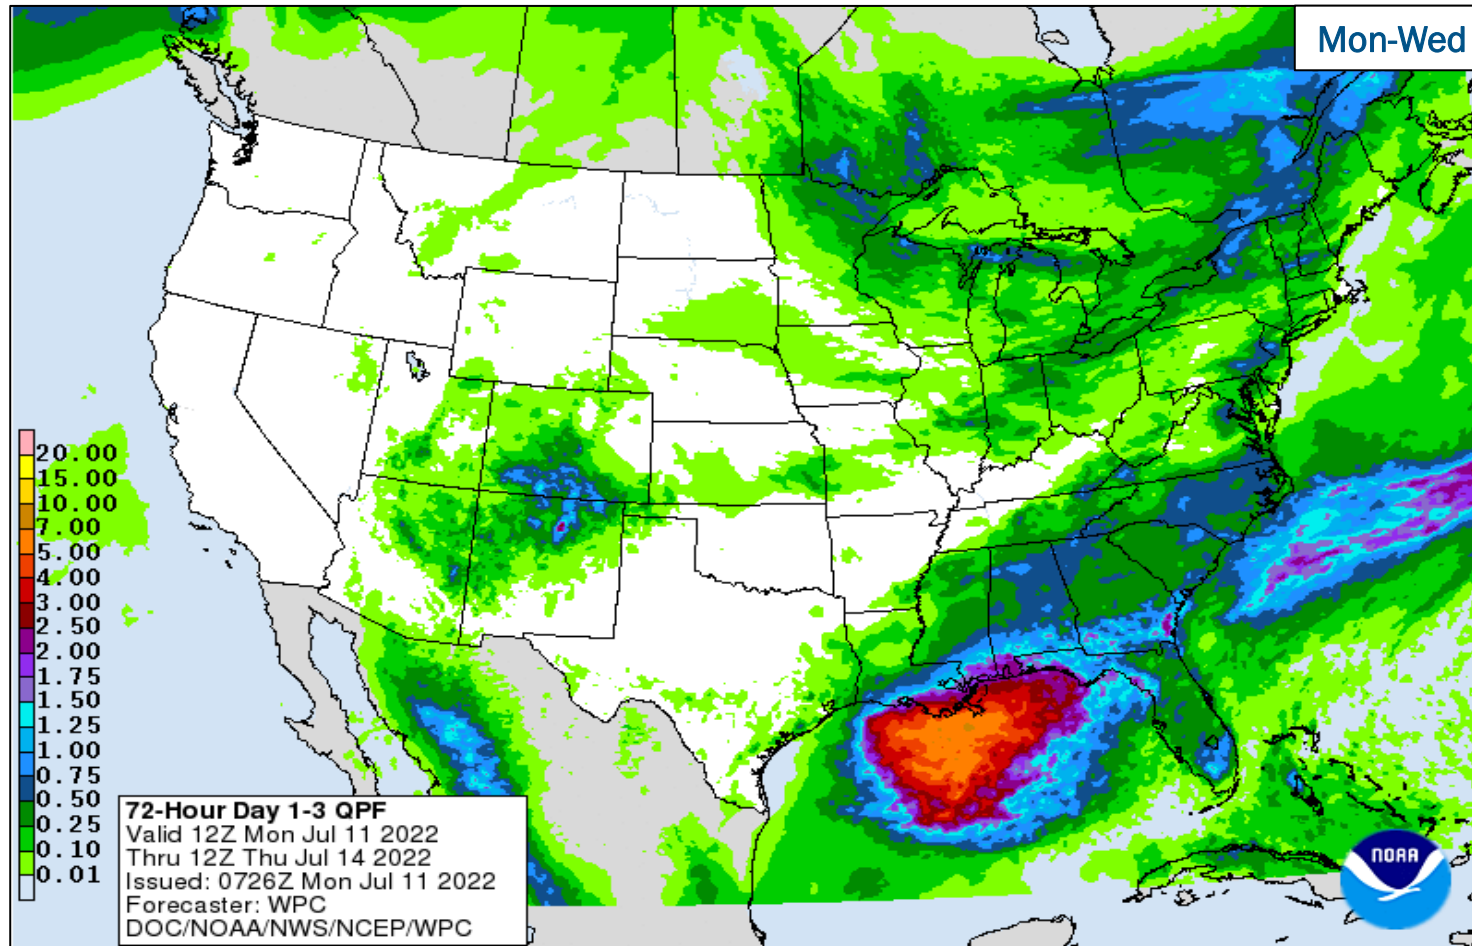 Mon-Wed
20.00
15.00
10.00
7.00
5.00
4.00
3.00
2.50
2.00
1.75
1.50
1.25
1.00
0.75
0.50
0.25
0.10
0.01
72-Hour Day 1-3 QPF
Valid 12Z Mon Jul 11 2022
Thru 12Z Thu Jul 14 2022
Issued: 0726Z Mon Jul 11 2022
Forecaster: WPC
DOC/NOAA/NWS/NCEP/WPC
NOAA